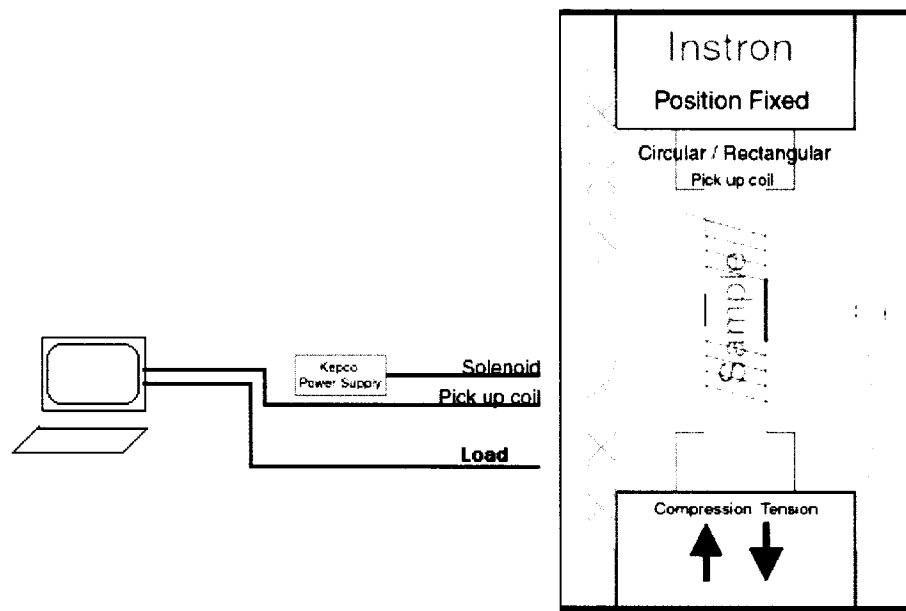 Instron
Position Fixed
Circular / Rectangular
Pick up coil
Sample
Kepco
Power Supply
Solenoid
Pick up coil
Load
Compression Tension